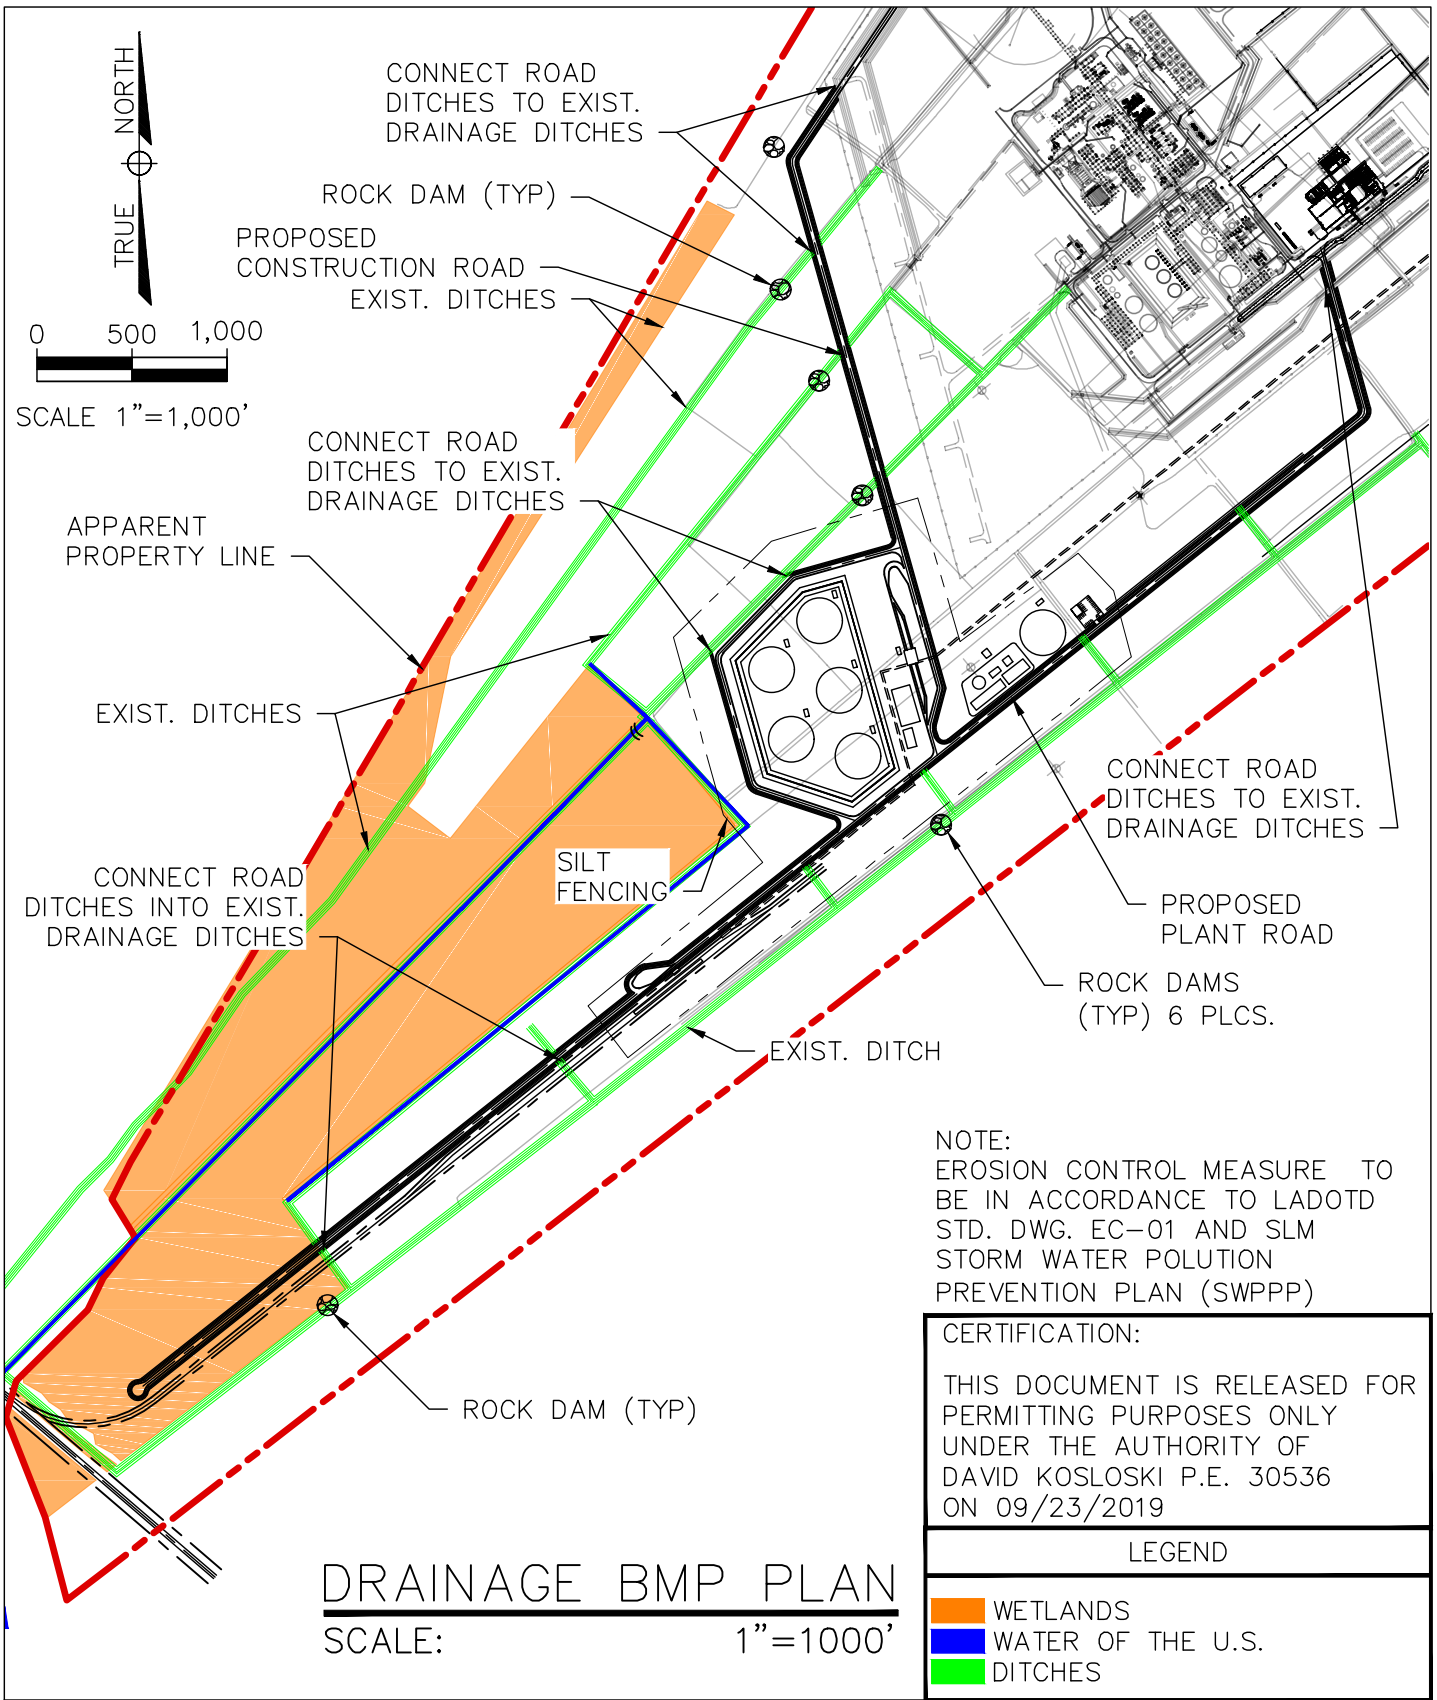 TRUE NORTH
0 500 1,000
SCALE 1"=1,000'
CONNECT ROAD
DITCHES TO EXIST.
DRAINAGE DITCHES
ROCK DAM (TYP)
PROPOSED
CONSTRUCTION ROAD
EXIST. DITCHES
CONNECT ROAD
DITCHES TO EXIST.
DRAINAGE DITCHES
APPARENT
PROPERTY LINE
EXIST. DITCHES
CONNECT ROAD
DITCHES INTO EXIST.
DRAINAGE DITCHES
SILT
FENCING
CONNECT ROAD
DITCHES TO EXIST.
DRAINAGE DITCHES
PROPOSED
PLANT ROAD
ROCK DAMS
(TYP) 6 PLCS.
EXIST. DITCH
ROCK DAM (TYP)
NOTE:
EROSION CONTROL MEASURE TO
BE IN ACCORDANCE TO LADOTD
STD. DWG. EC-01 AND SLM
STORM WATER POLUTION
PREVENTION PLAN (SWPPP)
CERTIFICATION:
THIS DOCUMENT IS RELEASED FOR
PERMITTING PURPOSES ONLY
UNDER THE AUTHORITY OF
DAVID KOSLOSKI P.E. 30536
ON 09/23/2019
LEGEND
WETLANDS
WATER OF THE U.S.
DITCHES
DRAINAGE BMP PLAN
SCALE: 1"=1000'